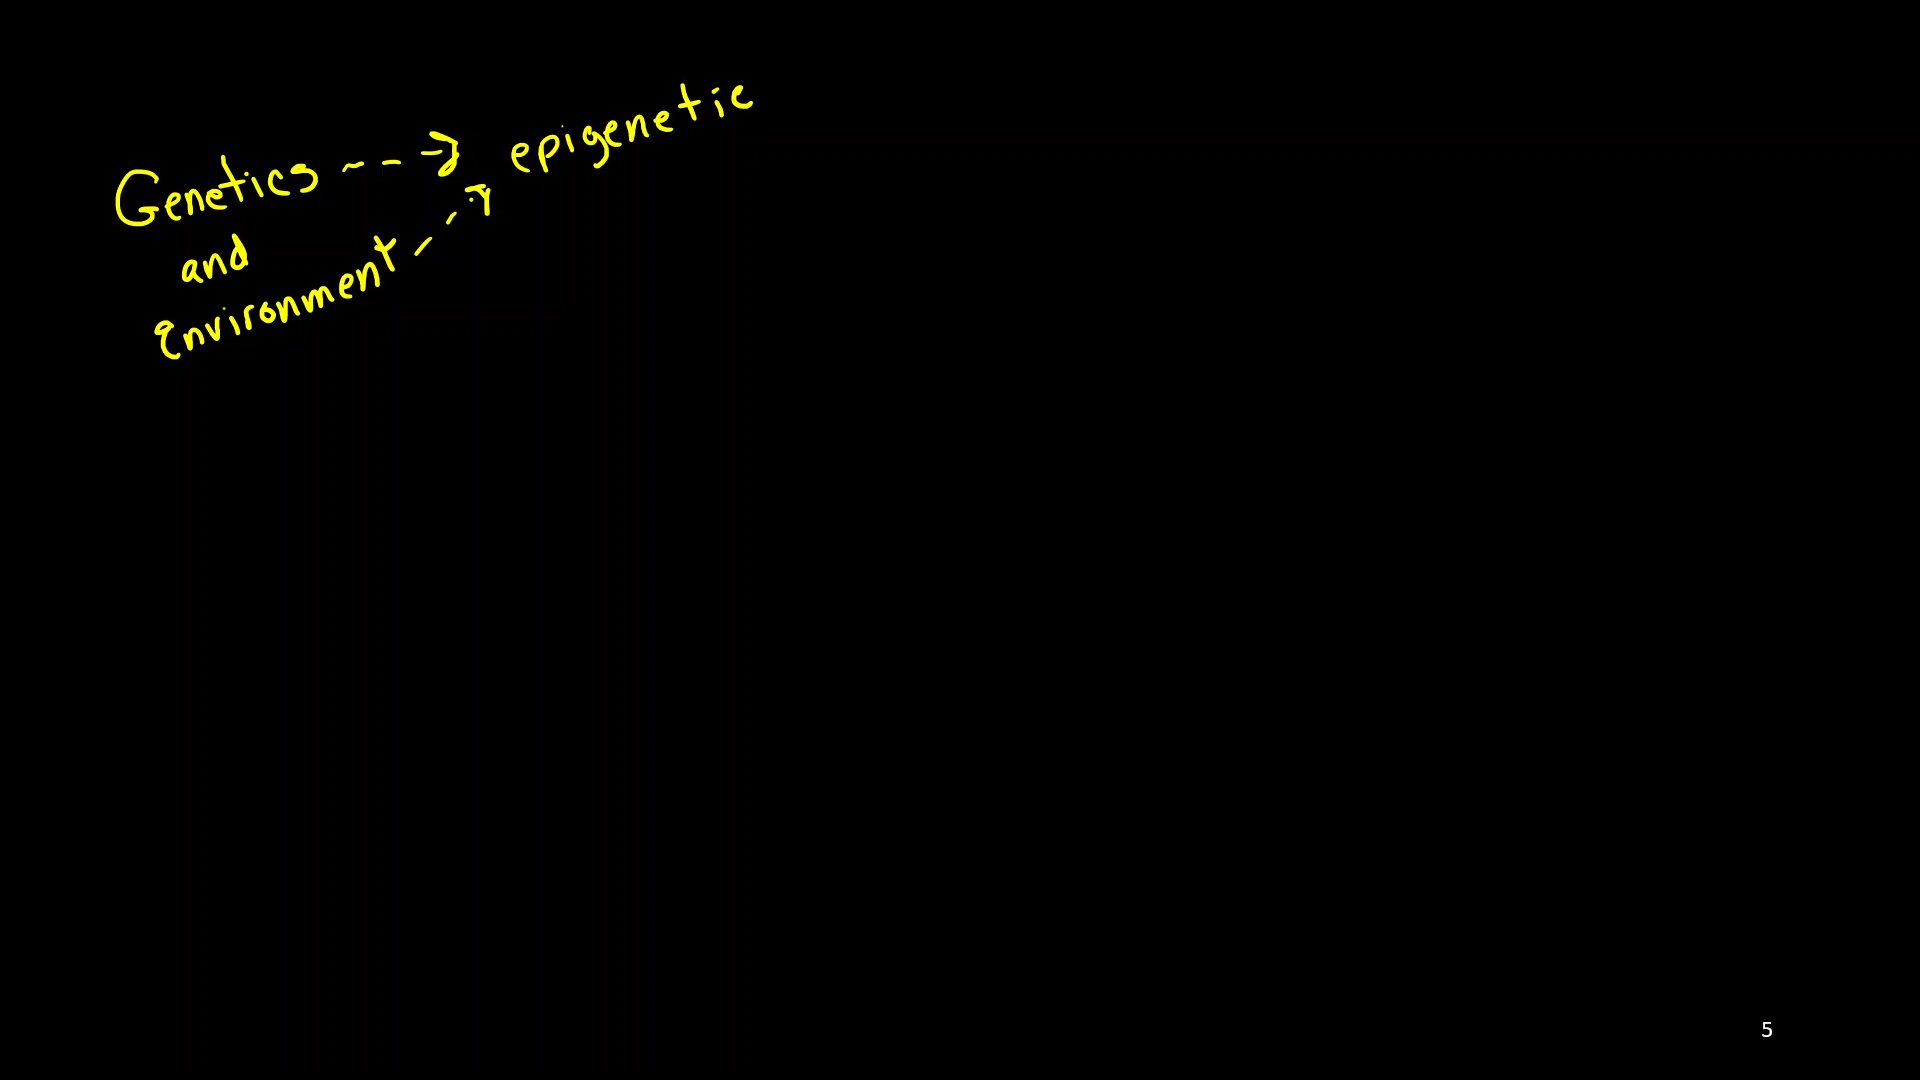 Genetics ---> epigenetic
and
Environment --->
5